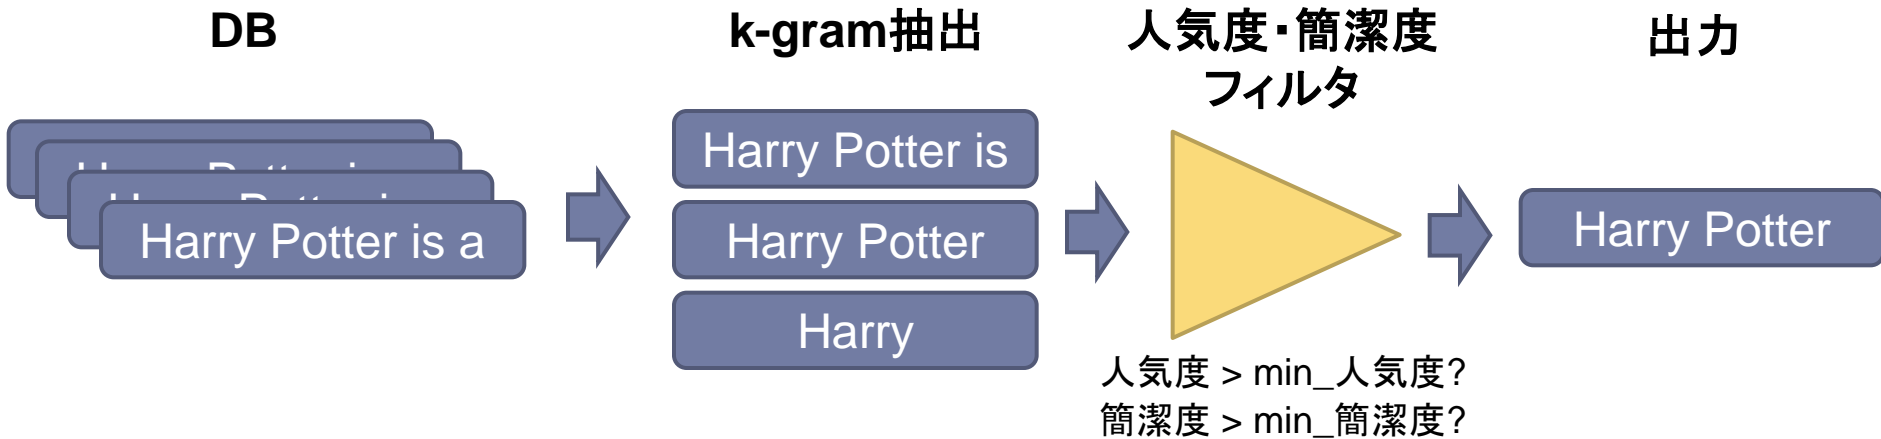 DB
Harry Potter is a
k-gram抽出
Harry Potter is
Harry Potter
Harry
人気度・簡潔度
フィルタ
人気度 > min_人気度?
簡潔度 > min_簡潔度?
出力
Harry Potter